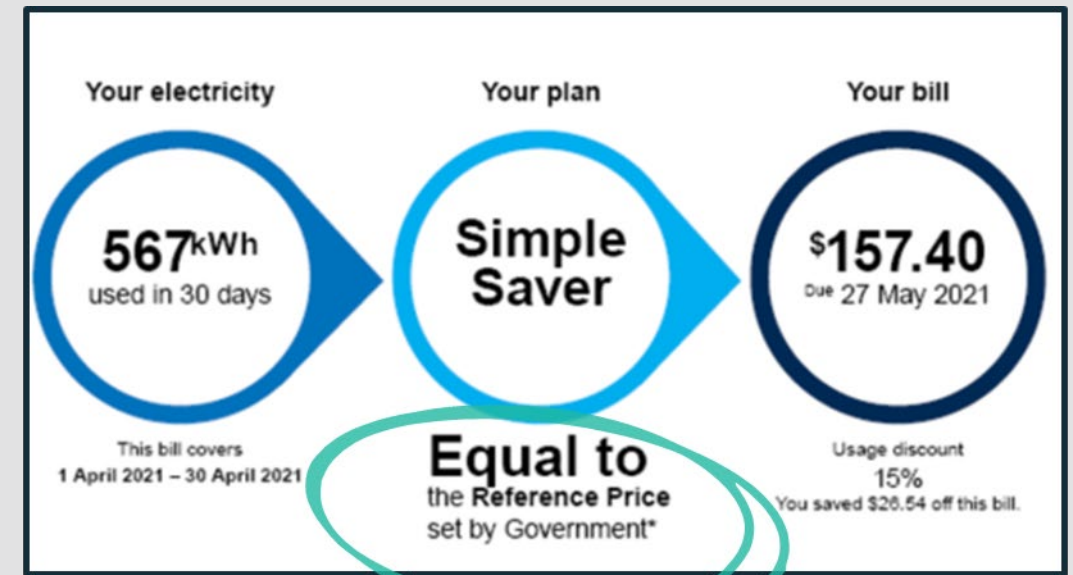 Your electricity
567kWh
used in 30 days
This bill covers
1 April 2021 – 30 April 2021
Your plan
Simple
Saver
Equal to
the Reference Price
set by Government*
Your bill
$157.40
Due 27 May 2021
Usage discount
15%
You saved $26.54 off this bill.